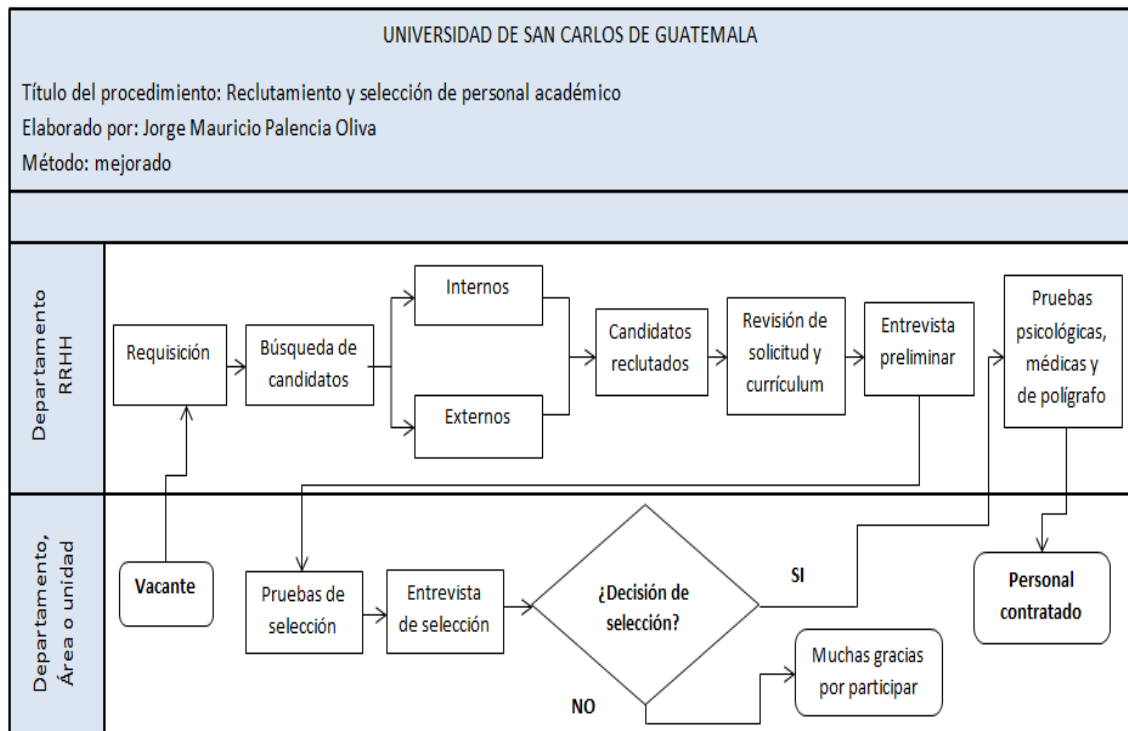 UNIVERSIDAD DE SAN CARLOS DE GUATEMALA
Título del procedimiento: Reclutamiento y selección de personal académico
Elaborado por: Jorge Mauricio Palencia Oliva
Método: mejorado
Departamento
RRHH
Requisición
Búsqueda de
candidatos
Internos
Externos
Candidatos
reclutados
Revisión de
solicitud y
currículum
Entrevista
preliminar
Pruebas
psicológicas,
médicas y
de polígrafo
Departamento,
Área o unidad
Vacante
Pruebas de
selección
Entrevista
de selección
¿Decisión de
selección?
SI
NO
Muchas gracias
por participar
Personal
contratado